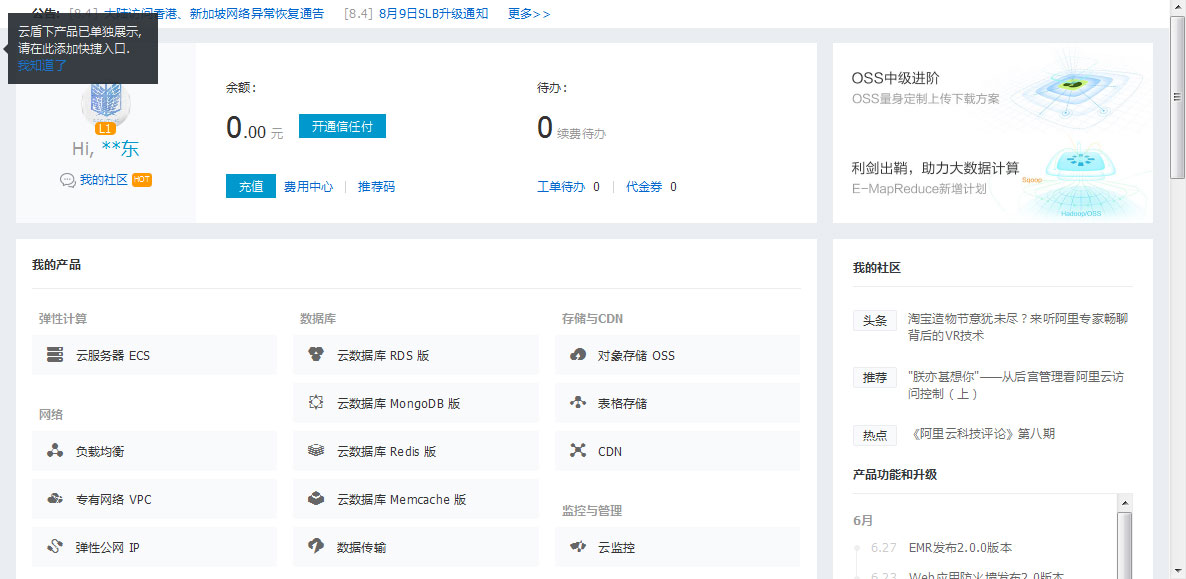 公告: [8.4] 大陆访问香港、新加坡网络异常恢复通告 [8.4] 8月9日SLB升级通知 更多>>
云盾下产品已单独展示,
请在此添加快捷入口.
我知道了
L1
Hi, **东
我的社区 HOT
余额：
0.00 元 开通信任付
充值 费用中心 推荐码
待办：
0 续费待办
工单待办 0 代金券 0
OSS中级进阶
OSS量身定制上传下载方案
利剑出鞘，助力大数据计算
E-MapReduce新增计划
Sqoop
Hadoop/OSS
我的产品
弹性计算
云服务器 ECS
网络
负载均衡
专有网络 VPC
弹性公网 IP
数据库
云数据库 RDS 版
云数据库 MongoDB 版
云数据库 Redis 版
云数据库 Memcache 版
数据传输
存储与CDN
对象存储 OSS
表格存储
CDN
监控与管理
云监控
我的社区
头条 淘宝造物节意犹未尽？来听阿里专家畅聊
背后的VR技术
推荐 "朕亦甚想你"——从后宫管理看阿里云访
问控制（上）
热点 《阿里云科技评论》第八期
产品功能和升级
6月
6.27 EMR发布2.0.0版本
6.23 Web应用防火墙发布2.0版本